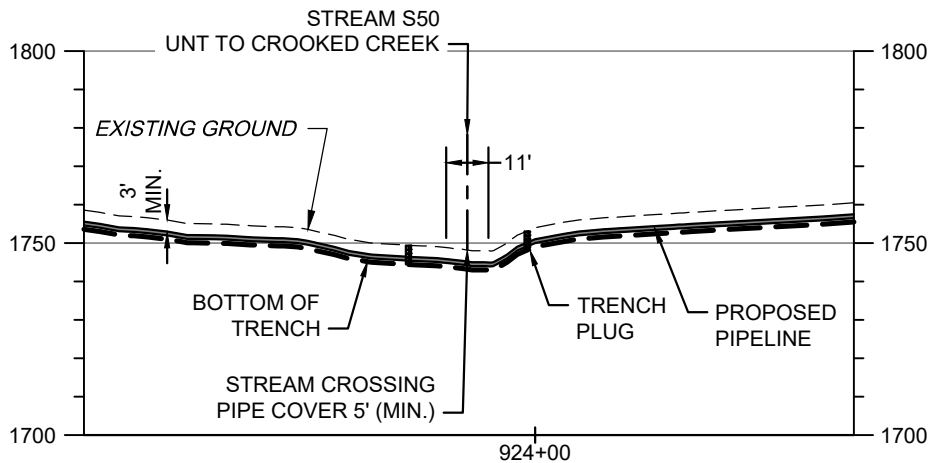 STREAM S50
UNT TO CROOKED CREEK
1800
1800
EXISTING GROUND
11'
3'
MIN.
1750
1750
BOTTOM OF
TRENCH
TRENCH
PLUG
PROPOSED
PIPELINE
STREAM CROSSING
PIPE COVER 5' (MIN.)
1700
1700
924+00